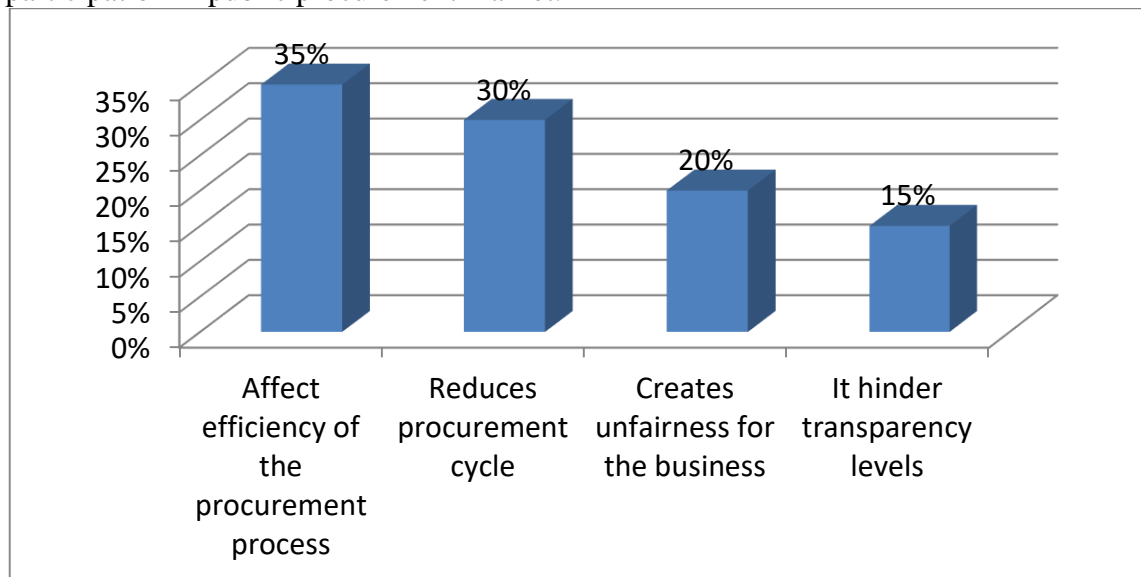 participation in public procurement market.
35%
30%
20%
15%
35%
30%
25%
20%
15%
10%
5%
0%
Affect
efficiency of
the
procurement
process
Reduces
procurement
cycle
Creates
unfairness for
the business
It hinder
transparency
levels